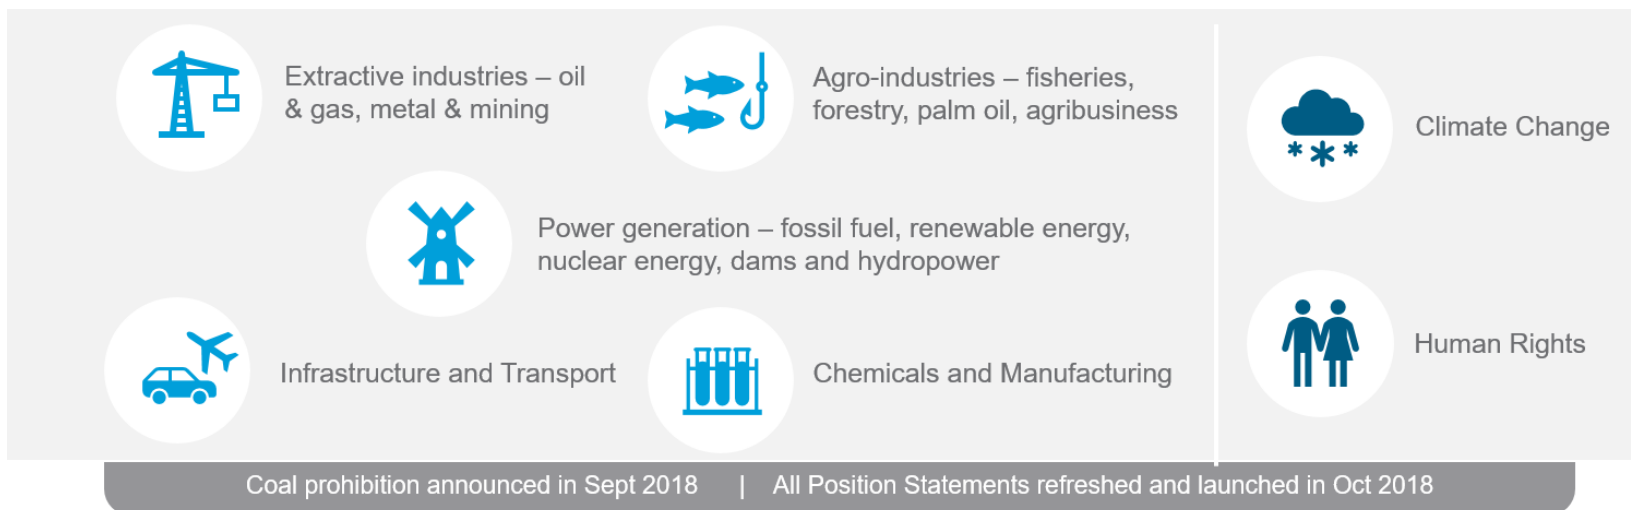 Extractive industries – oil
& gas, metal & mining
Agro-industries – fisheries,
forestry, palm oil, agribusiness
Power generation – fossil fuel, renewable energy,
nuclear energy, dams and hydropower
Infrastructure and Transport
Chemicals and Manufacturing
Climate Change
Human Rights
Coal prohibition announced in Sept 2018 | All Position Statements refreshed and launched in Oct 2018